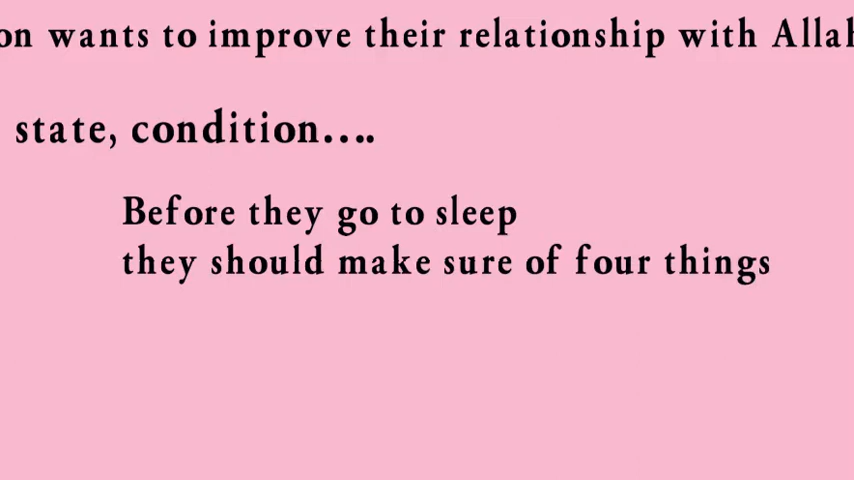 on wants to improve their relationship with Allah
state, condition....
Before they go to sleep
they should make sure of four things